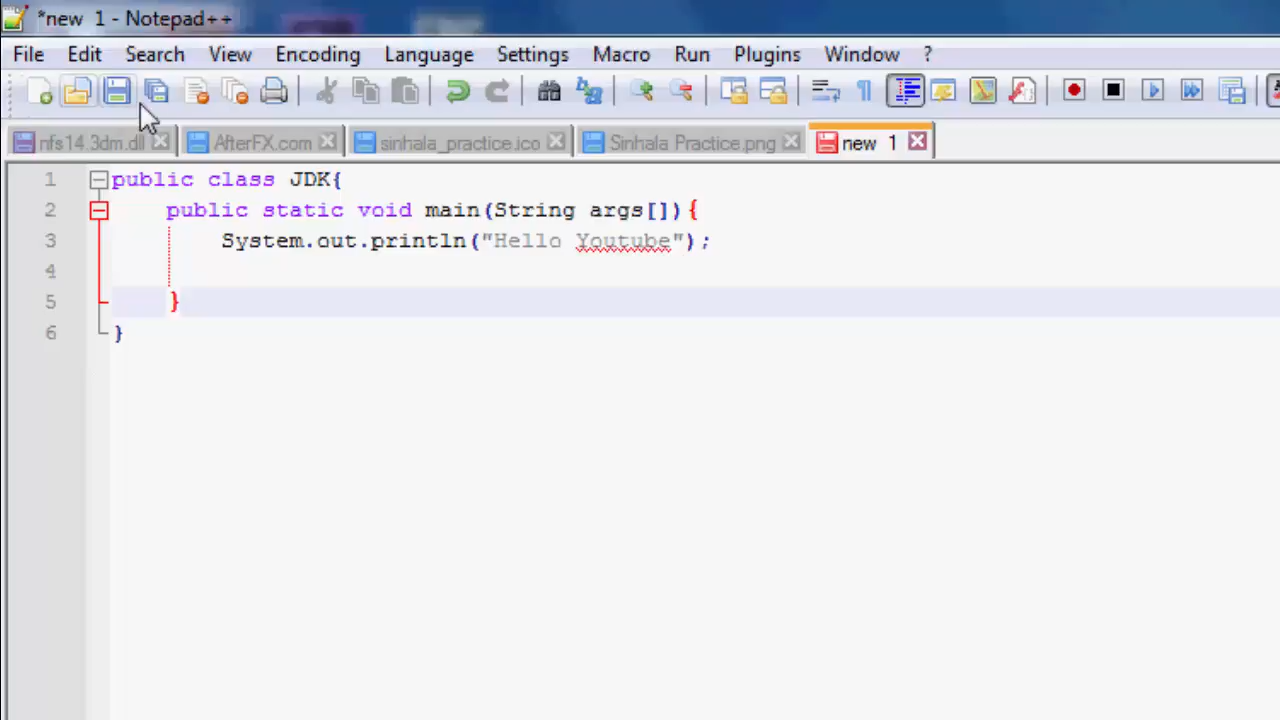 *new 1 - Notepad++
File Edit Search View Encoding Language Settings Macro Run Plugins Window ?
nfs14.3dm.dll AfterFX.com sinhala_practice.ico Sinhala Practice.png new 1
1 public class JDK{
2 public static void main(String args[]){
3 System.out.println("Hello Youtube");
4
5 }
6 }